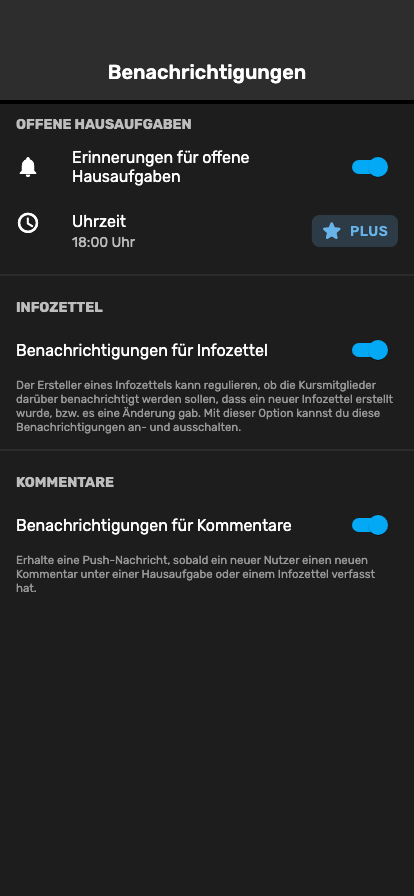 Benachrichtigungen
OFFENE HAUSAUFGABEN
Erinnerungen für offene
Hausaufgaben
Uhrzeit
18:00 Uhr
PLUS
INFOZETTEL
Benachrichtigungen für Infozettel
Der Ersteller eines Infozettels kann regulieren, ob die Kursmitglieder
darüber benachrichtigt werden sollen, dass ein neuer Infozettel erstellt
wurde, bzw. es eine Änderung gab. Mit dieser Option kannst du diese
Benachrichtigungen an- und ausschalten.
KOMMENTARE
Benachrichtigungen für Kommentare
Erhalte eine Push-Nachricht, sobald ein neuer Nutzer einen neuen
Kommentar unter einer Hausaufgabe oder einem Infozettel verfasst
hat.